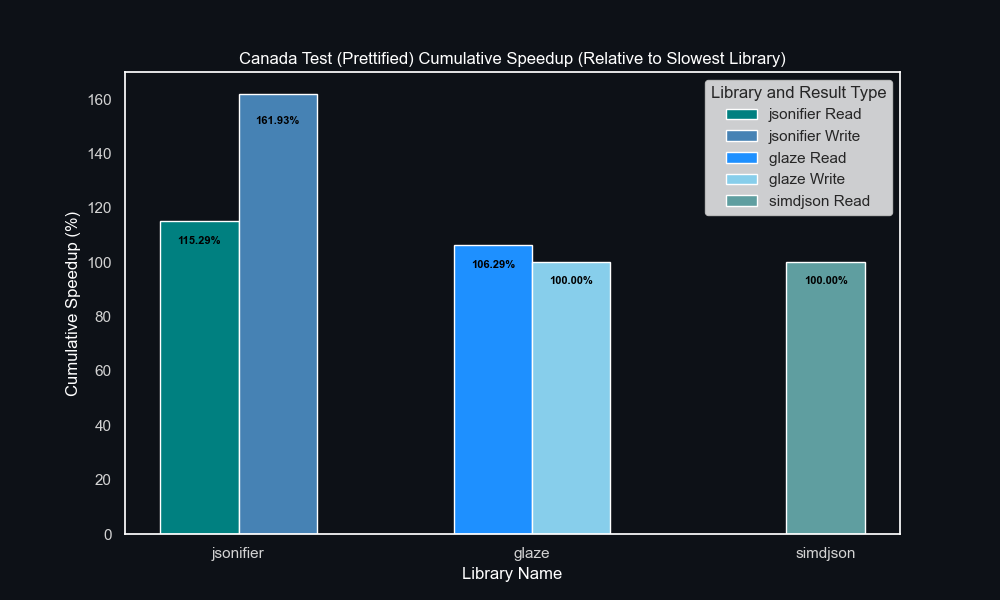 Canada Test (Prettified) Cumulative Speedup (Relative to Slowest Library)
Library and Result Type
jsonifier Read
jsonifier Write
glaze Read
glaze Write
simdjson Read
Cumulative Speedup (%)
160
140
120
100
80
60
40
20
0
115.29%
161.93%
106.29%
100.00%
100.00%
jsonifier
glaze
simdjson
Library Name